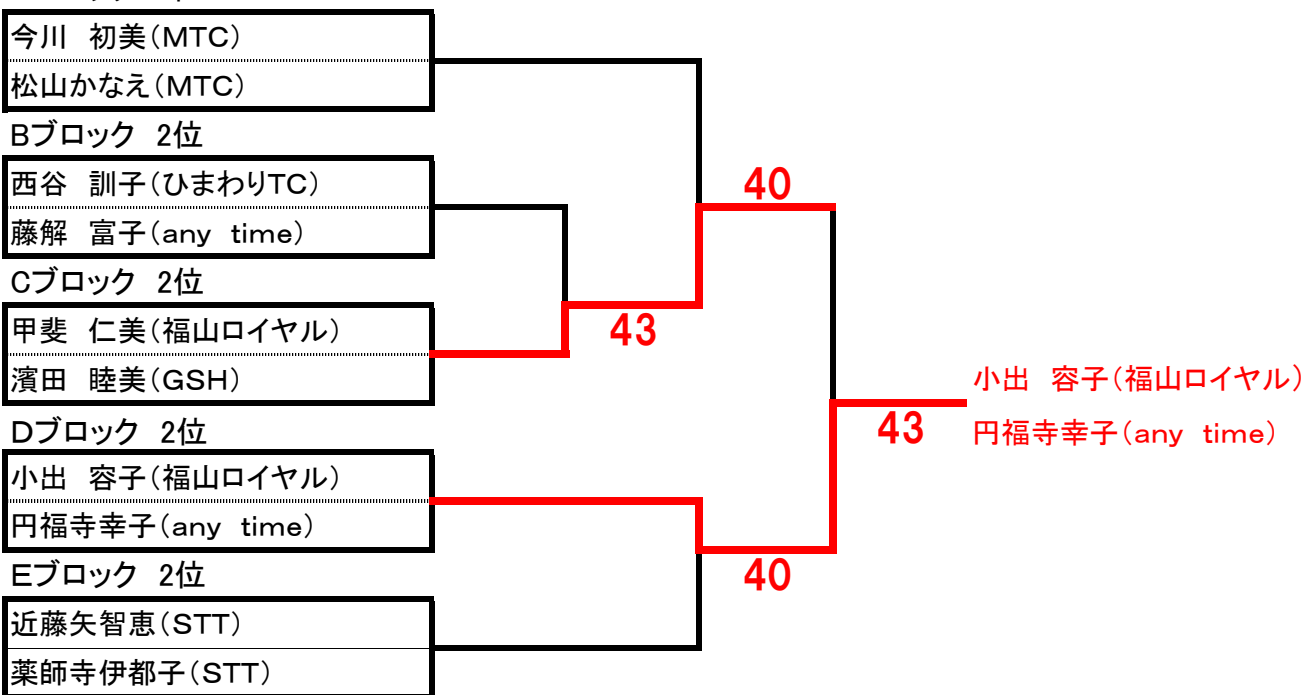 今川　初美(MTC)
松山かなえ(MTC)
Bブロック　2位
西谷　訓子(ひまわりTC)
藤解　富子(any time)
40
Cブロック　2位
甲斐　仁美(福山ロイヤル)
濱田　睦美(GSH)
43
小出　容子(福山ロイヤル)
円福寺幸子(any time)
43
Dブロック　2位
小出　容子(福山ロイヤル)
円福寺幸子(any time)
40
Eブロック　2位
近藤矢智恵(STT)
薬師寺伊都子(STT)